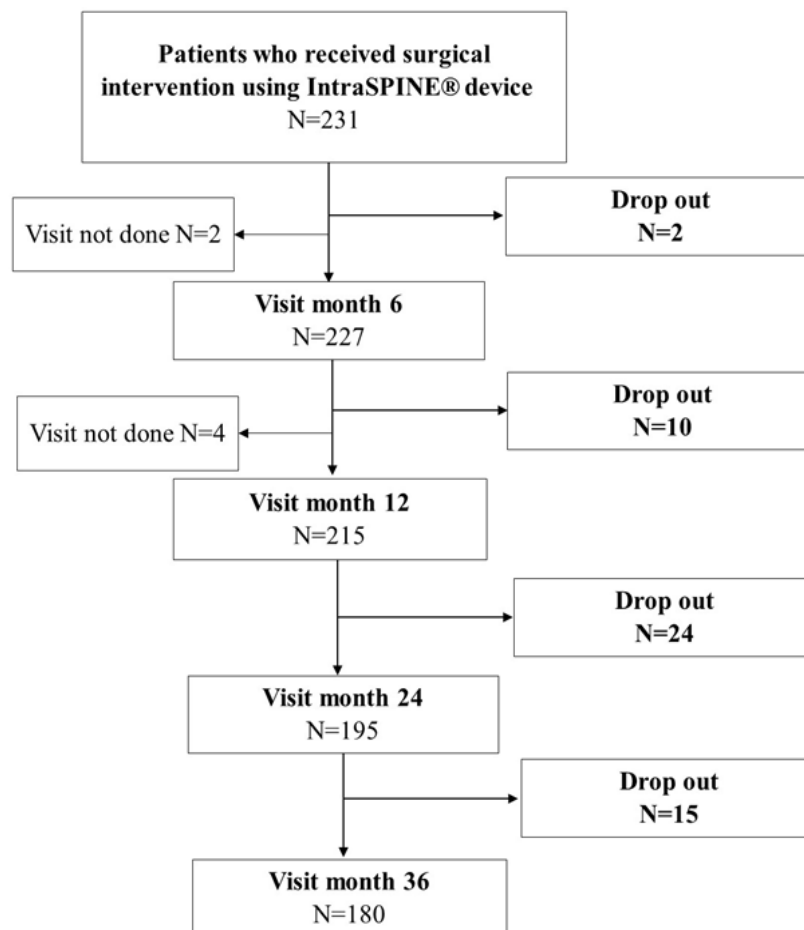 Patients who received surgical
intervention using IntraSPINE® device
N=231
Drop out
N=2
Visit not done N=2
Visit month 6
N=227
Drop out
N=10
Visit not done N=4
Visit month 12
N=215
Drop out
N=24
Visit month 24
N=195
Drop out
N=15
Visit month 36
N=180